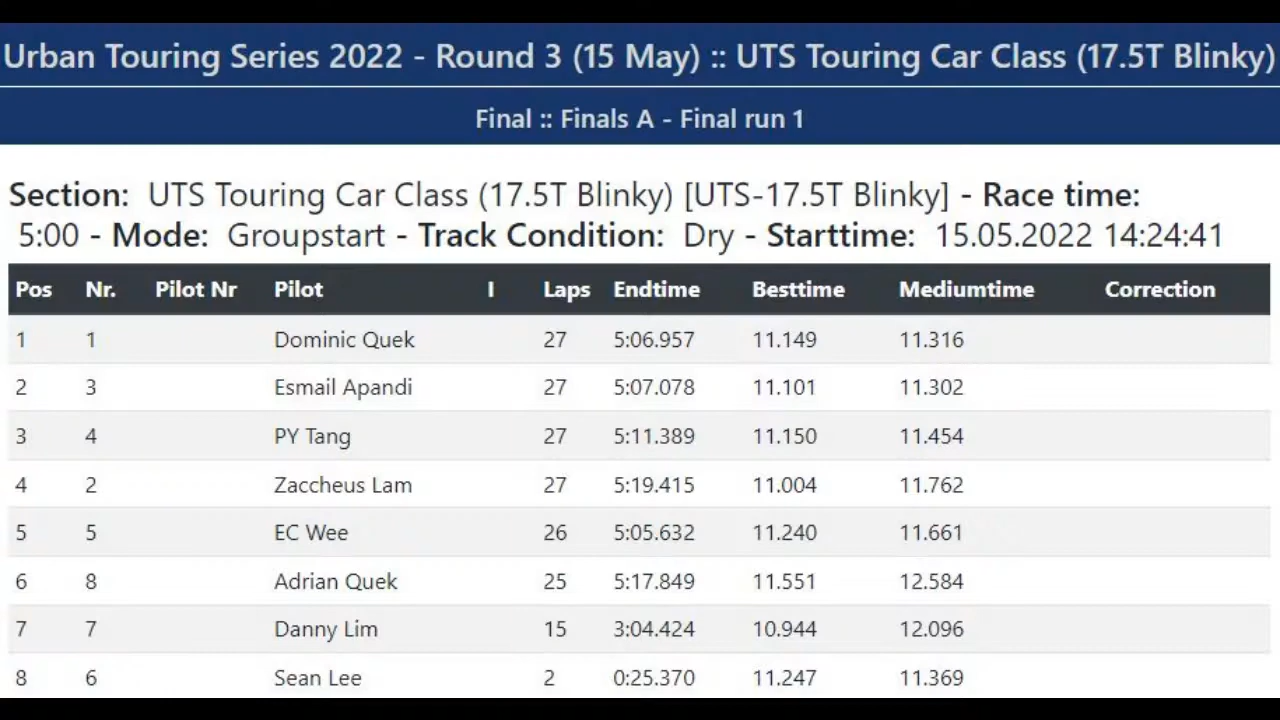 Urban Touring Series 2022 - Round 3 (15 May) :: UTS Touring Car Class (17.5T Blinky)
Final :: Finals A - Final run 1
Section: UTS Touring Car Class (17.5T Blinky) [UTS-17.5T Blinky] - Race time:
5:00 - Mode: Groupstart - Track Condition: Dry - Starttime: 15.05.2022 14:24:41
Pos Nr. Pilot Nr Pilot I Laps Endtime Besttime Mediumtime Correction
1 1 Dominic Quek 27 5:06.957 11.149 11.316
2 3 Esmail Apandi 27 5:07.078 11.101 11.302
3 4 PY Tang 27 5:11.389 11.150 11.454
4 2 Zaccheus Lam 27 5:19.415 11.004 11.762
5 5 EC Wee 26 5:05.632 11.240 11.661
6 8 Adrian Quek 25 5:17.849 11.551 12.584
7 7 Danny Lim 15 3:04.424 10.944 12.096
8 6 Sean Lee 2 0:25.370 11.247 11.369